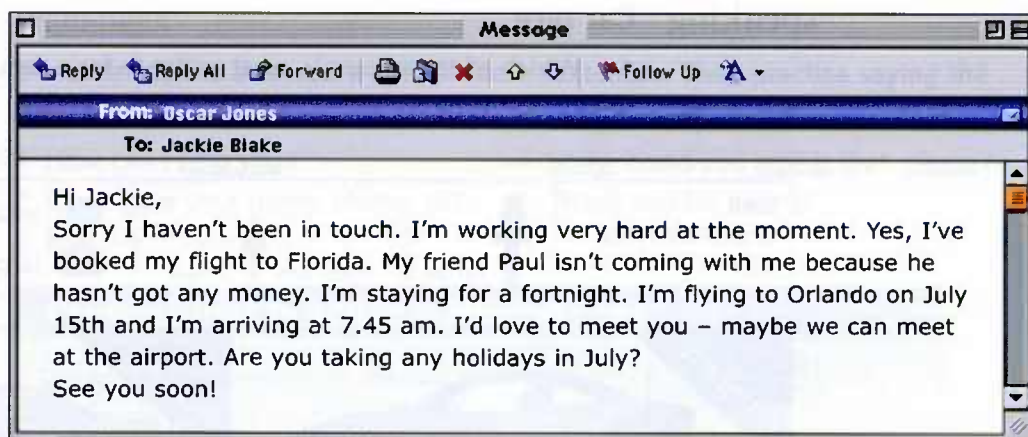 Message
Reply Reply All Forward Follow Up A
From: Oscar Jones
To: Jackie Blake
Hi Jackie,
Sorry I haven't been in touch. I'm working very hard at the moment. Yes, I've
booked my flight to Florida. My friend Paul isn't coming with me because he
hasn't got any money. I'm staying for a fortnight. I'm flying to Orlando on July
15th and I'm arriving at 7.45 am. I'd love to meet you – maybe we can meet
at the airport. Are you taking any holidays in July?
See you soon!